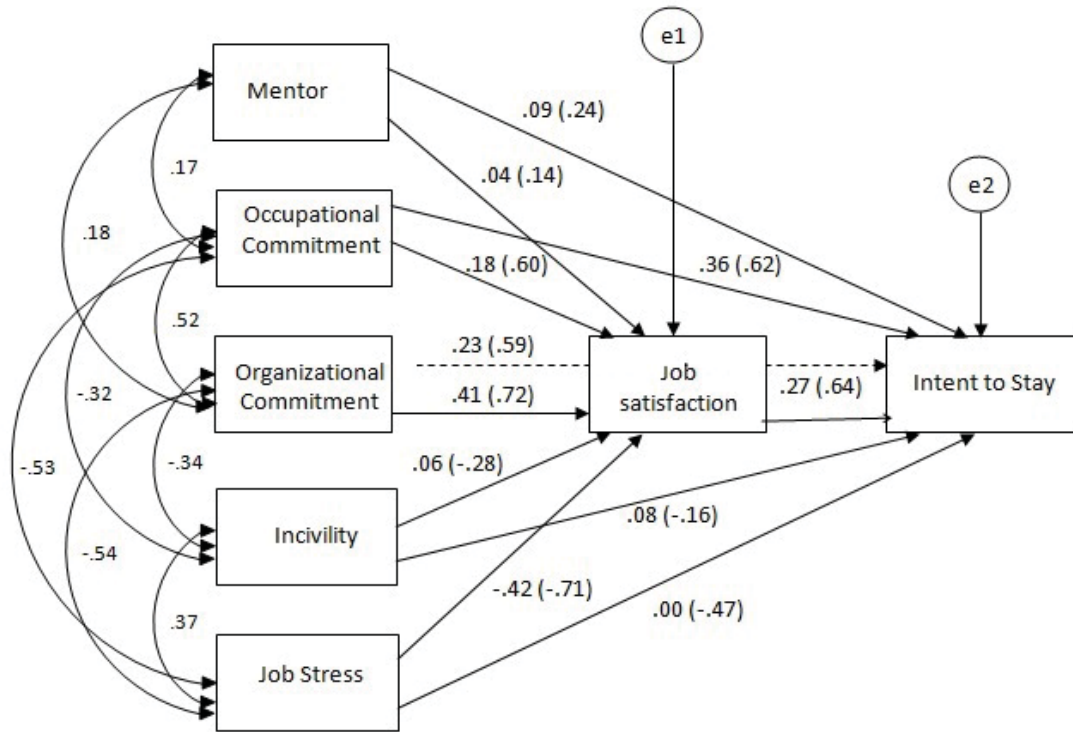 e1
Mentor
.09 (.24)
.17
.04 (.14)
e2
Occupational
Commitment
.18
.18 (.60)
.36 (.62)
.52
.23 (.59)
Organizational
Commitment
Job
satisfaction
.27 (.64)
Intent to Stay
-.32
.41 (.72)
-.34
.06 (-.28)
-.53
Incivility
.08 (-.16)
-.54
-.42 (-.71)
.00 (-.47)
.37
Job Stress